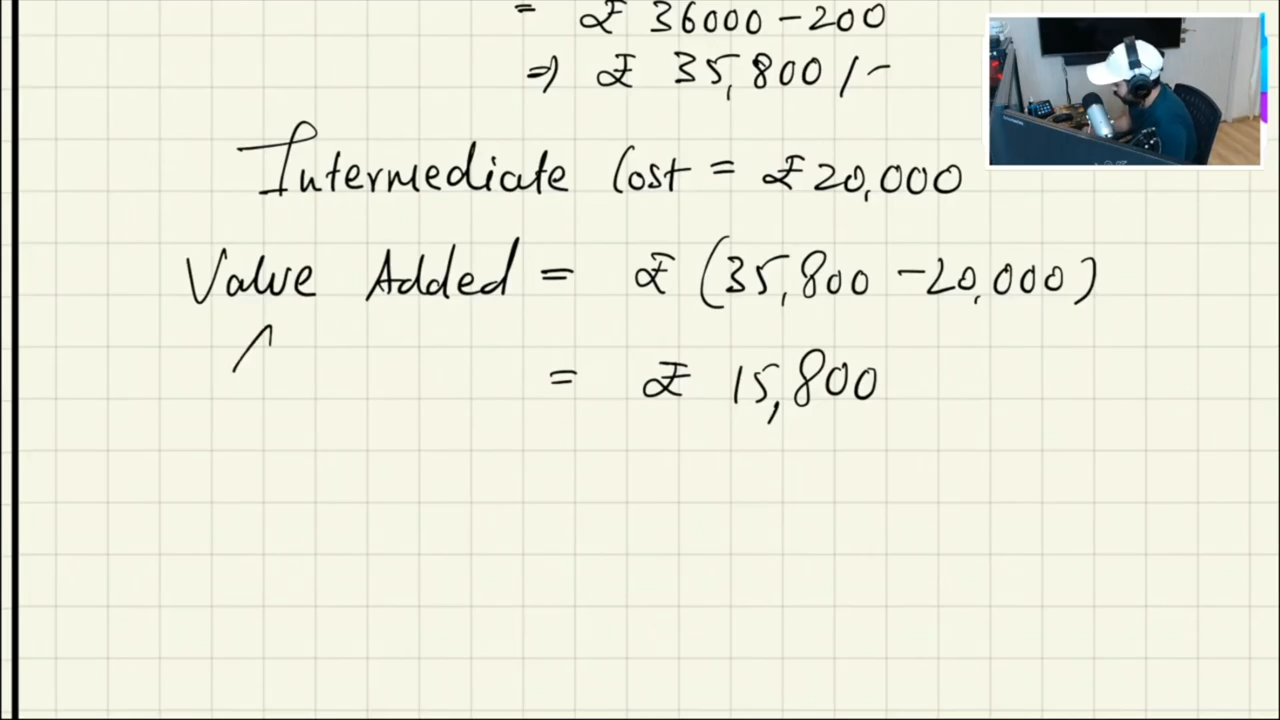 = ₹ 36000 - 200
⇒ ₹ 35,800/-
Intermediate Cost = ₹ 20,000
Value Added = ₹ (35,800 - 20,000)
= ₹ 15,800